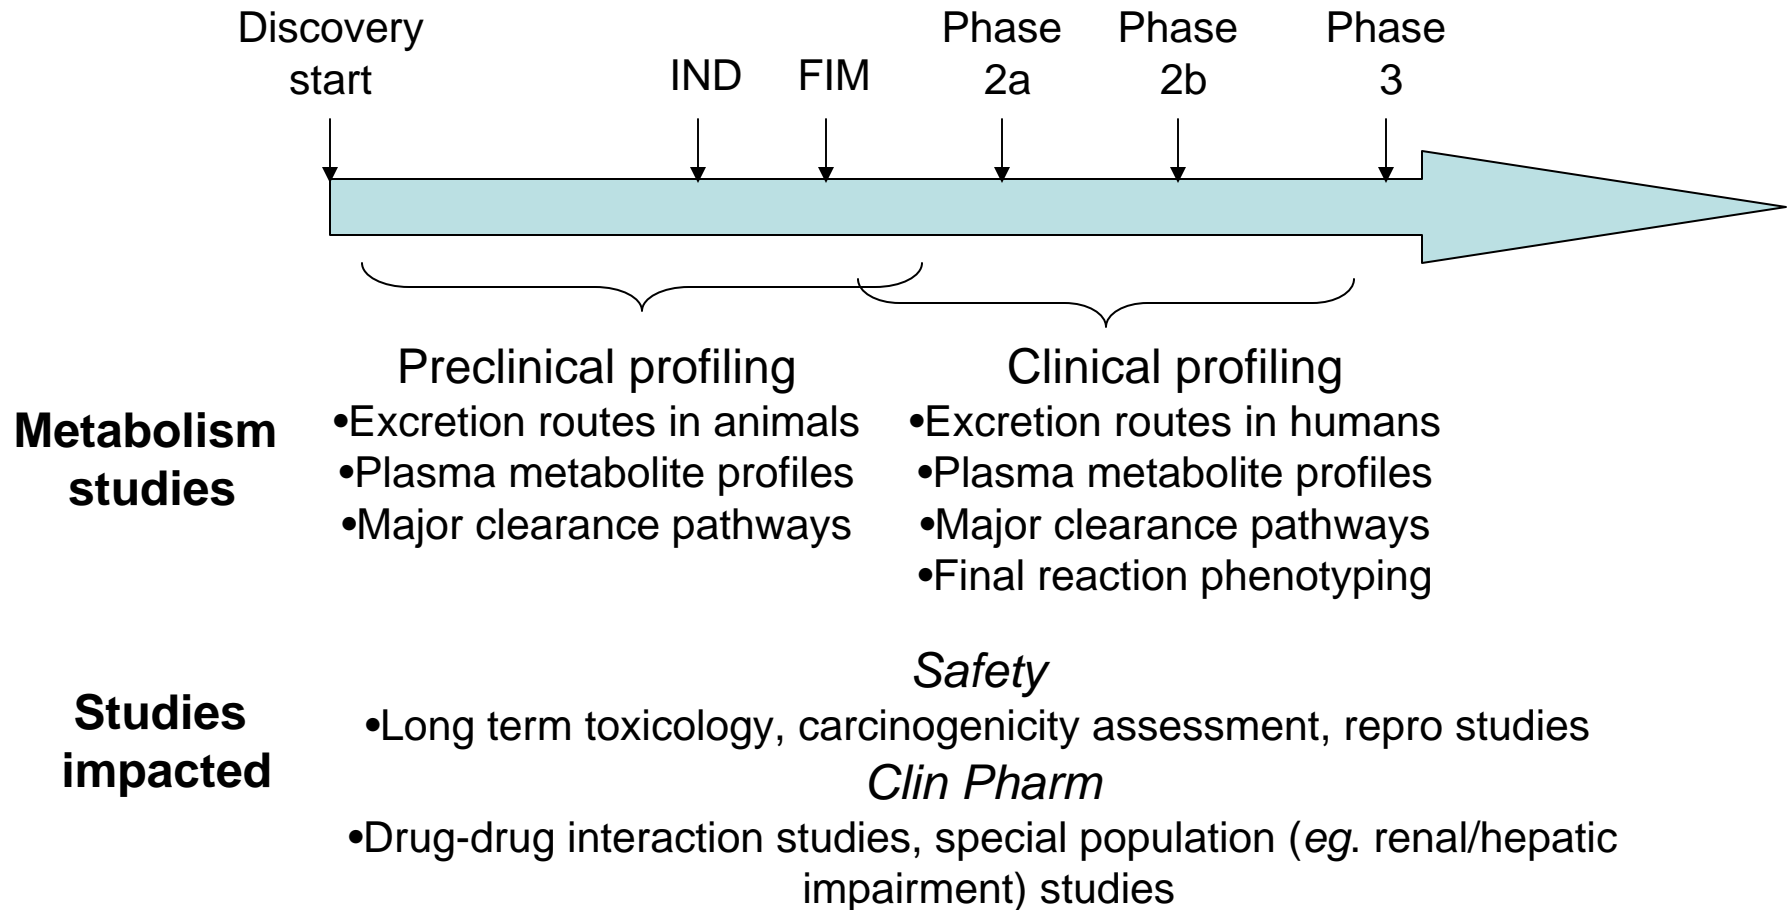 Discovery
start
IND
FIM
Phase
2a
Phase
2b
Phase
3
Metabolism
studies
Preclinical profiling
•Excretion routes in animals
•Plasma metabolite profiles
•Major clearance pathways
Clinical profiling
•Excretion routes in humans
•Plasma metabolite profiles
•Major clearance pathways
•Final reaction phenotyping
Studies
impacted
Safety
•Long term toxicology, carcinogenicity assessment, repro studies
Clin Pharm
•Drug-drug interaction studies, special population (eg. renal/hepatic
impairment) studies